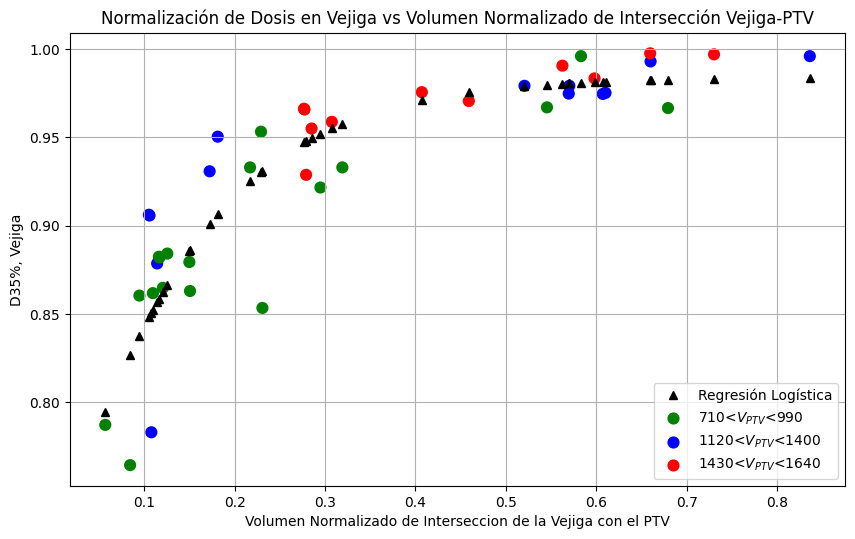 Normalización de Dosis en Vejiga vs Volumen Normalizado de Intersección Vejiga-PTV
1.00
0.95
0.90
0.85
0.80
D35%, Vejiga
Regresión Logística
710<V_PTV<990
1120<V_PTV<1400
1430<V_PTV<1640
0.1 0.2 0.3 0.4 0.5 0.6 0.7 0.8
Volumen Normalizado de Interseccion de la Vejiga con el PTV